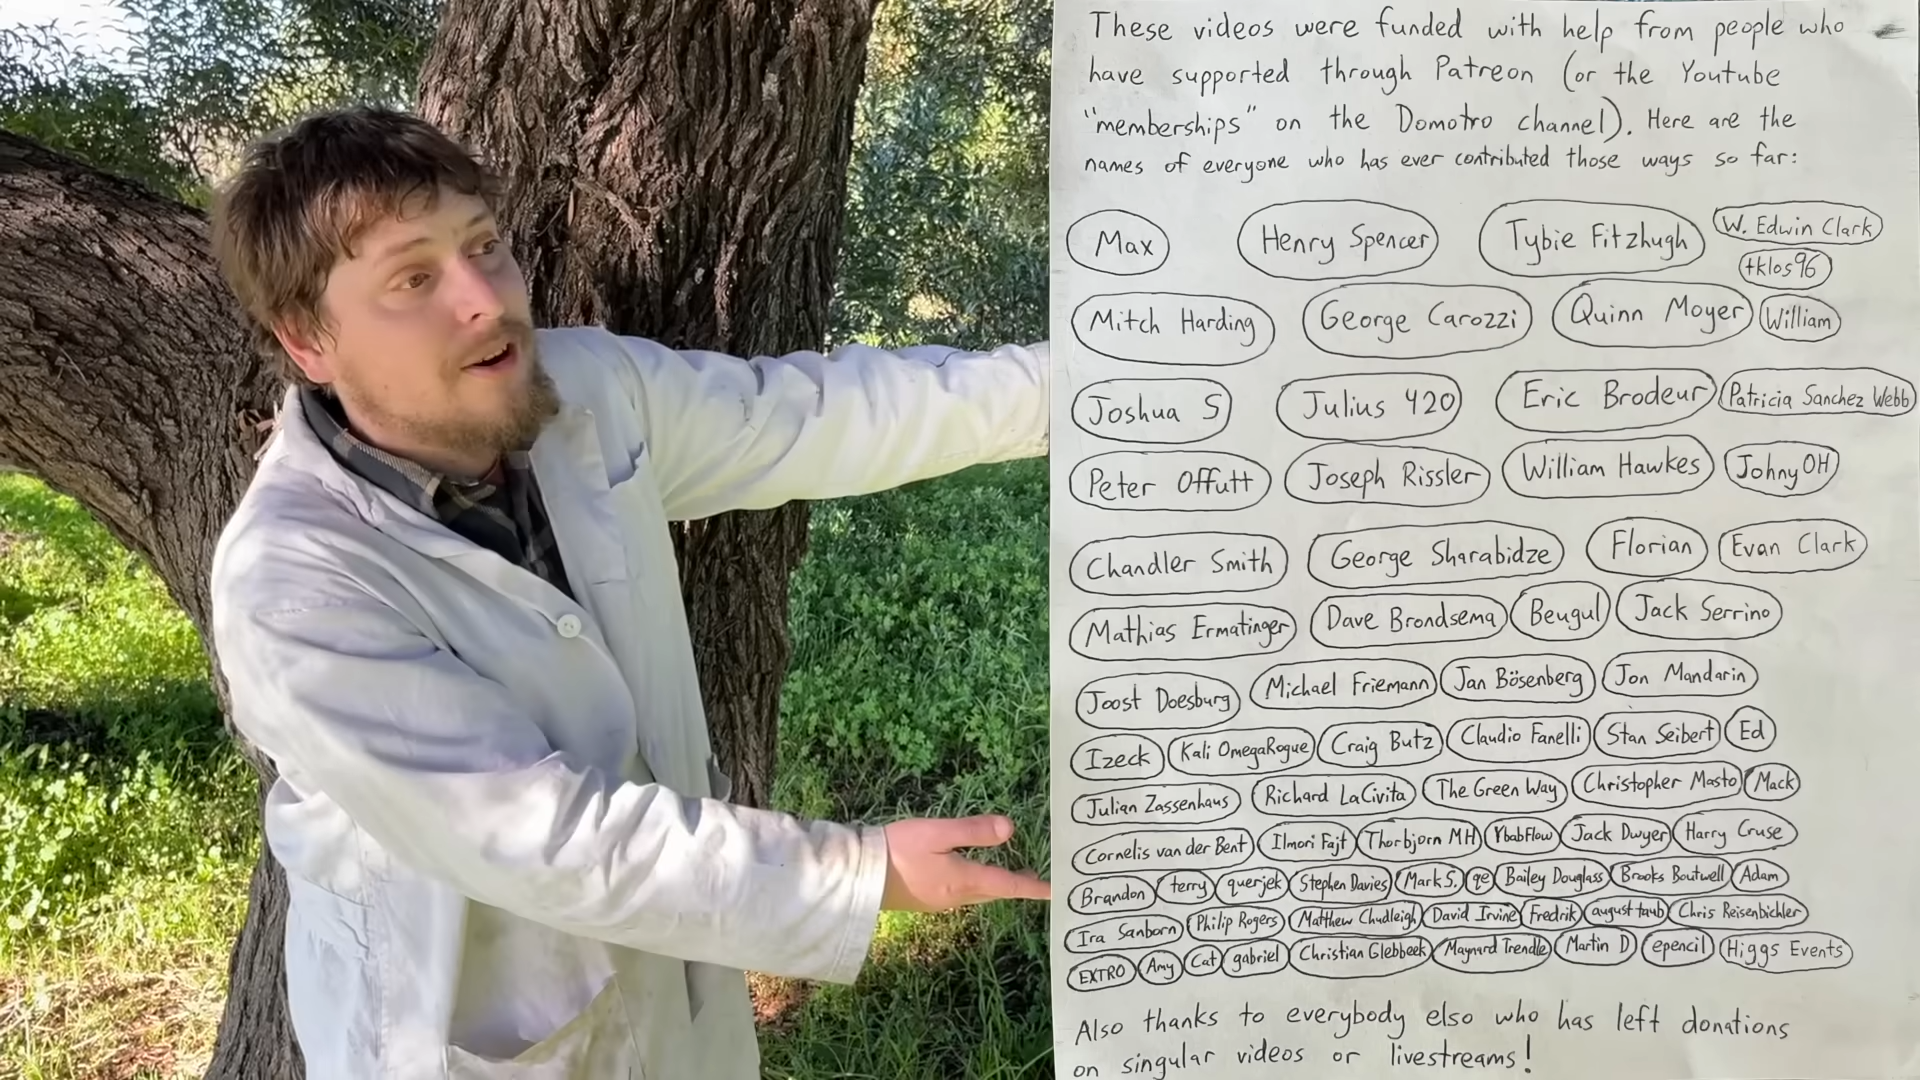 These videos were funded with help from people who
have supported through Patreon (or the Youtube
"memberships" on the Domotro channel). Here are the
names of everyone who has ever contributed those ways so far:
Max Henry Spencer Tybie Fitzhugh W. Edwin Clark
tklos96
Mitch Harding George Carozzi Quinn Moyer William
Joshua S Julius 420 Eric Brodeur Patricia Sanchez Webb
Peter Offutt Joseph Rissler William Hawkes JohnyOH
Chandler Smith George Sharabidze Florian Evan Clark
Mathias Ermatinger Dave Brondsema Beugul Jack Serrino
Joost Doesburg Michael Friemann Jan Bösenberg Jon Mandarin
Izeck Kali OmegaRogue Craig Butz Claudio Fanelli Stan Seibert Ed
Julian Zassenhaus Richard LaCivita The Green Way Christopher Masto Mack
Cornelis van der Bent Ilmori Fajt Thorbjorn MH YbabFlow Jack Dwyer Harry Cruse
Brandon terry querjek Stephen Davies Mark S. qe Bailey Douglass Brooks Boutwell Adam
Ira Sanborn Philip Rogers Matthew Chudleigh David Irvine Fredrik august taub Chris Reisenbichler
EXTRO Amy Cat gabriel Christian Glebbeek Maynard Trendle Martin D epencil Higgs Events
Also thanks to everybody else who has left donations
on singular videos or livestreams!